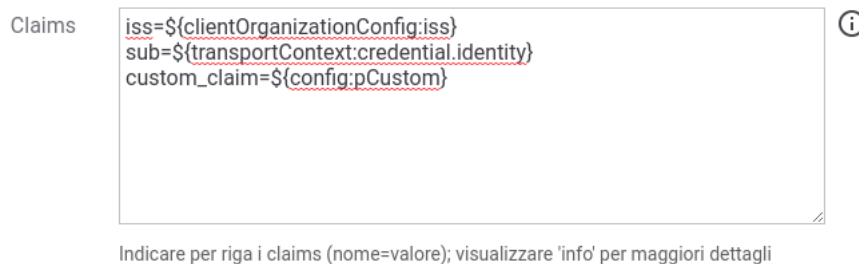 Claims
iss=${clientOrganizationConfig:iss}
sub=${transportContext:credential.identity}
custom_claim=${config:pCustom}
Indicare per riga i claims (nome=valore); visualizzare 'info' per maggiori dettagli